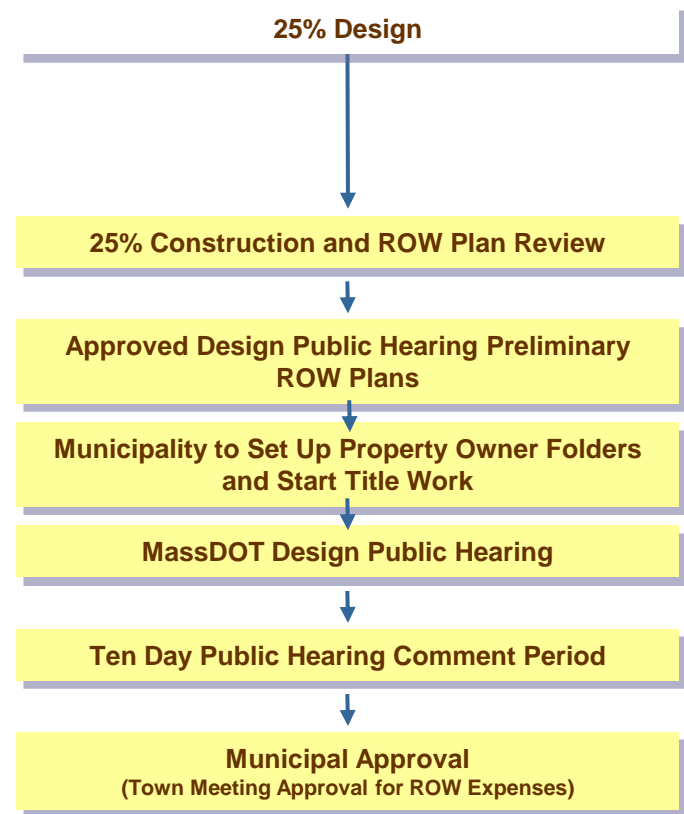 25% Design
25% Construction and ROW Plan Review
Approved Design Public Hearing Preliminary
ROW Plans
Municipality to Set Up Property Owner Folders
and Start Title Work
MassDOT Design Public Hearing
Ten Day Public Hearing Comment Period
Municipal Approval
(Town Meeting Approval for ROW Expenses)